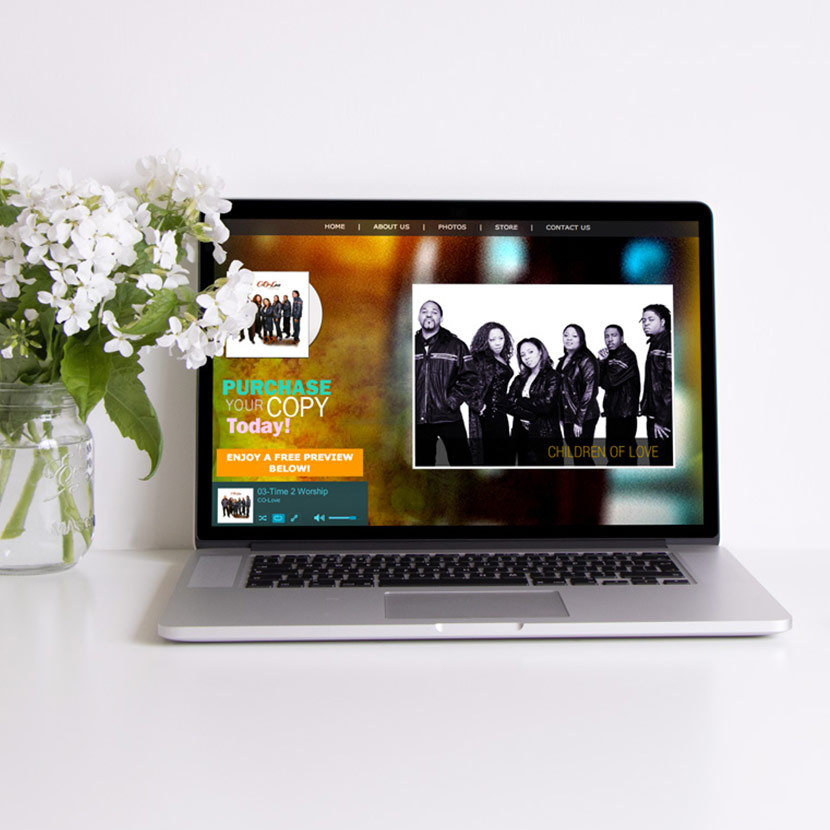 HOME | ABOUT US | PHOTOS | STORE | CONTACT US
CO-Love
PURCHASE
YOUR COPY
Today!
ENJOY A FREE PREVIEW
BELOW!
03-Time 2 Worship
CO-Love
CHILDREN OF LOVE